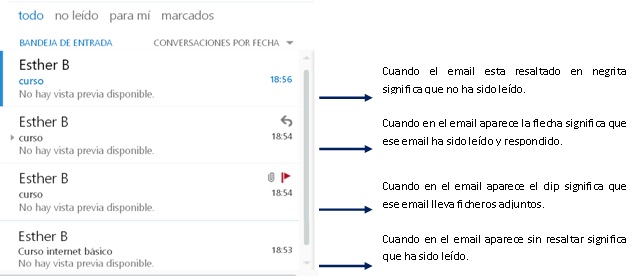 todo no leído para mí marcados
BANDEJA DE ENTRADA CONVERSACIONES POR FECHA
Esther B
curso 18:56
No hay vista previa disponible.
Esther B
curso 18:54
No hay vista previa disponible.
Esther B
curso 18:54
No hay vista previa disponible.
Esther B
Curso internet básico 18:53
No hay vista previa disponible.
Cuando el email esta resaltado en negrita
significa que no ha sido leído.
Cuando en el email aparece la flecha significa que
ese email ha sido leído y respondido.
Cuando en el email aparece el clip significa que
ese email lleva ficheros adjuntos.
Cuando en el email aparece sin resaltar significa
que ha sido leído.